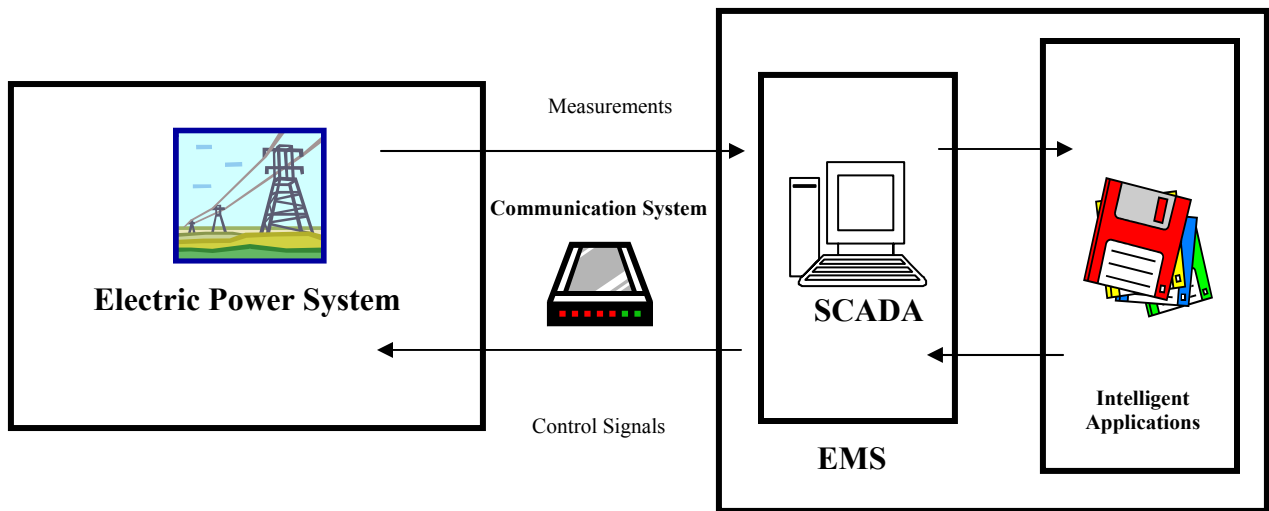 Measurements
Communication System
Electric Power System
SCADA
Control Signals
Intelligent
Applications
EMS